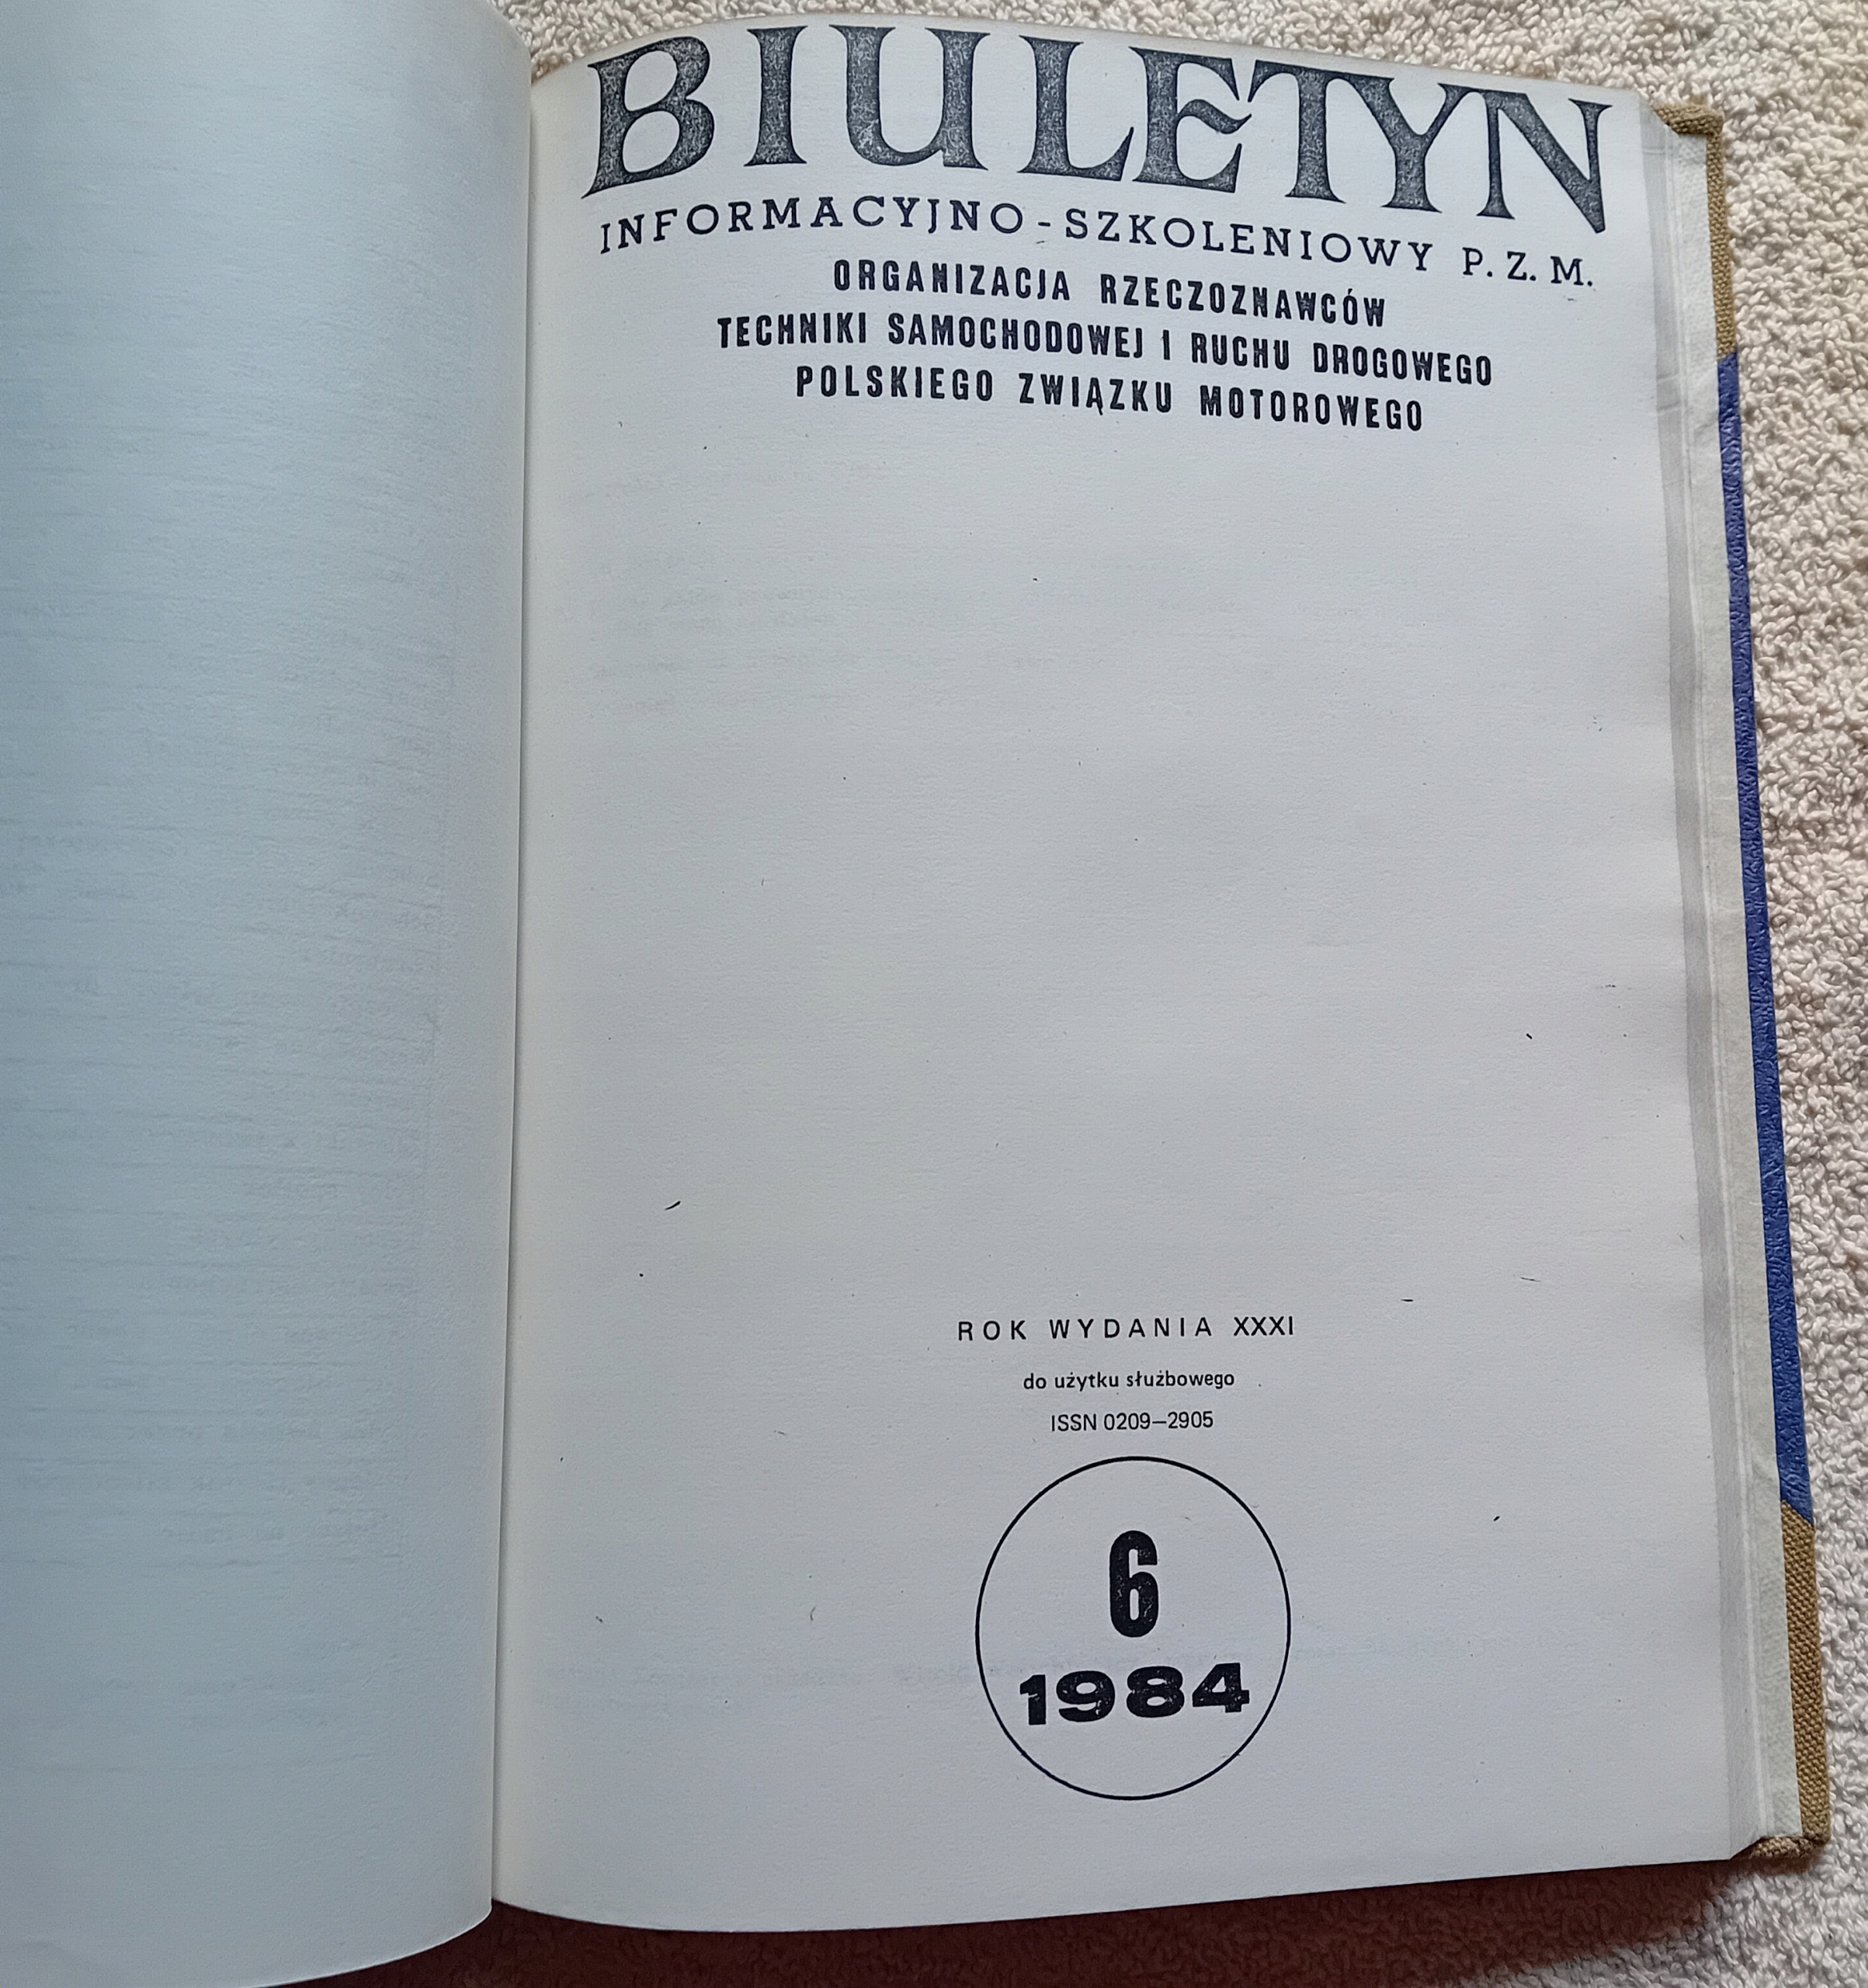 BIULETYN
INFORMACYJNO-SZKOLENIOWY P. Z. M.
ORGANIZACJA RZECZOZNAWCÓW
TECHNIKI SAMOCHODOWEJ I RUCHU DROGOWEGO
POLSKIEGO ZWIĄZKU MOTOROWEGO
ROK WYDANIA XXXI
do użytku służbowego
ISSN 0209–2905
6
1984